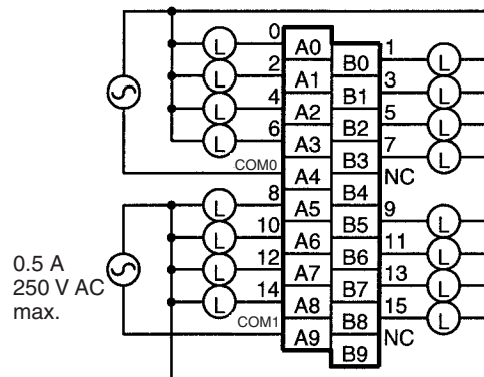 0 L A0 B0 1 L
2 L A1 B1 3 L
4 L A2 B2 5 L
6 L A3 B3 7 L
COM0 A4 B4 NC
8 L A5 B5 9 L
10 L A6 B6 11 L
12 L A7 B7 13 L
14 L A8 B8 15 L
COM1 A9 B9 NC
0.5 A
250 V AC
max.